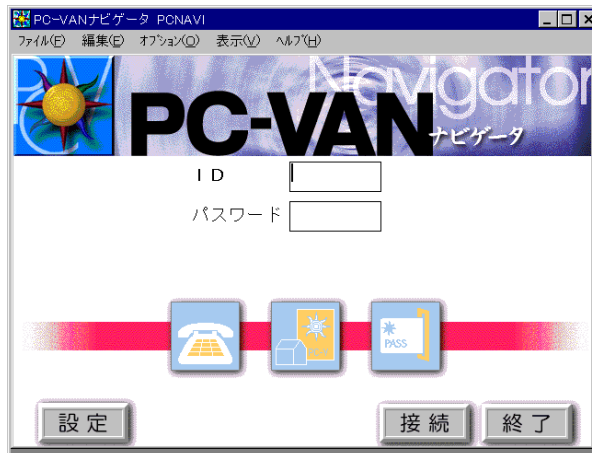 PC-VANナビゲータ PCNAVI
ファイル(F) 編集(E) オプション(O) 表示(V) ヘルプ(H)
Navigator
PC-VAN
ナビゲータ
ID
パスワード
PASS
設定 接続 終了